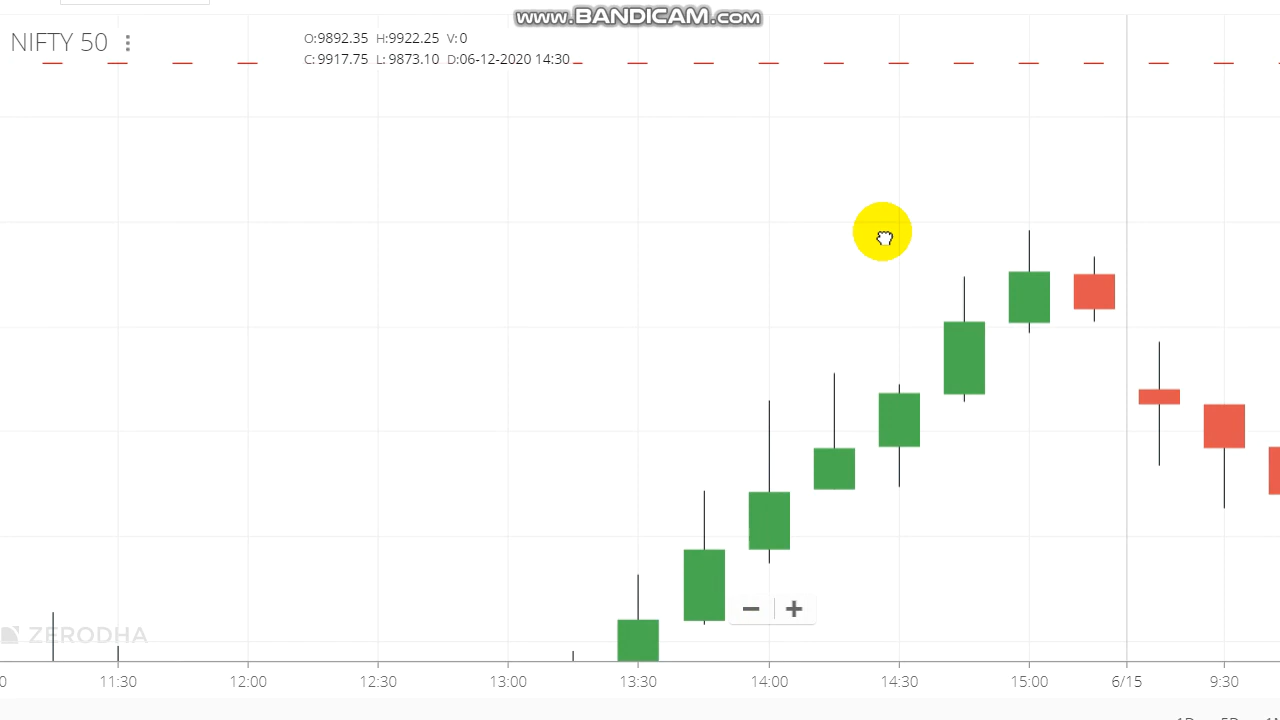 www.BANDICAM.com
NIFTY 50
O:9892.35 H:9922.25 V:0
C:9917.75 L:9873.10 D:06-12-2020 14:30
ZERODHA
11:30 12:00 12:30 13:00 13:30 14:00 14:30 15:00 6/15 9:30